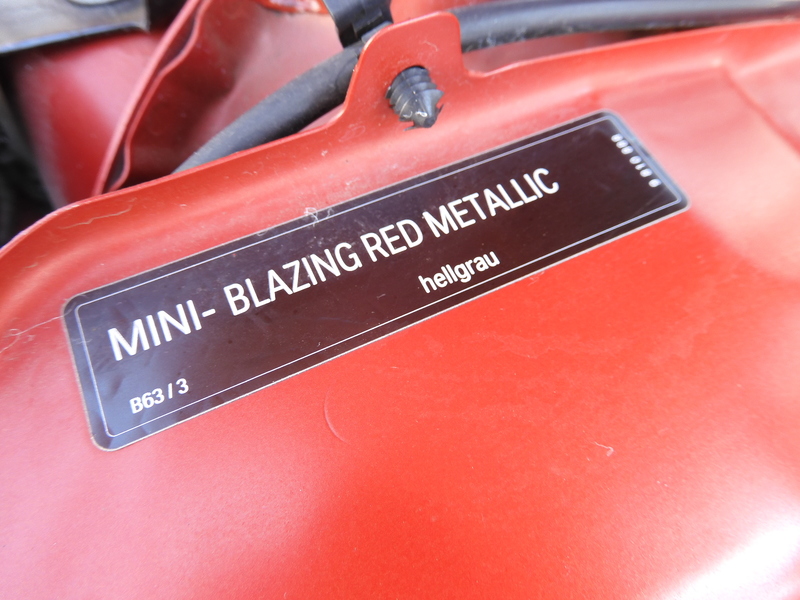 MINI- BLAZING RED METALLIC
hellgrau
B63 / 3